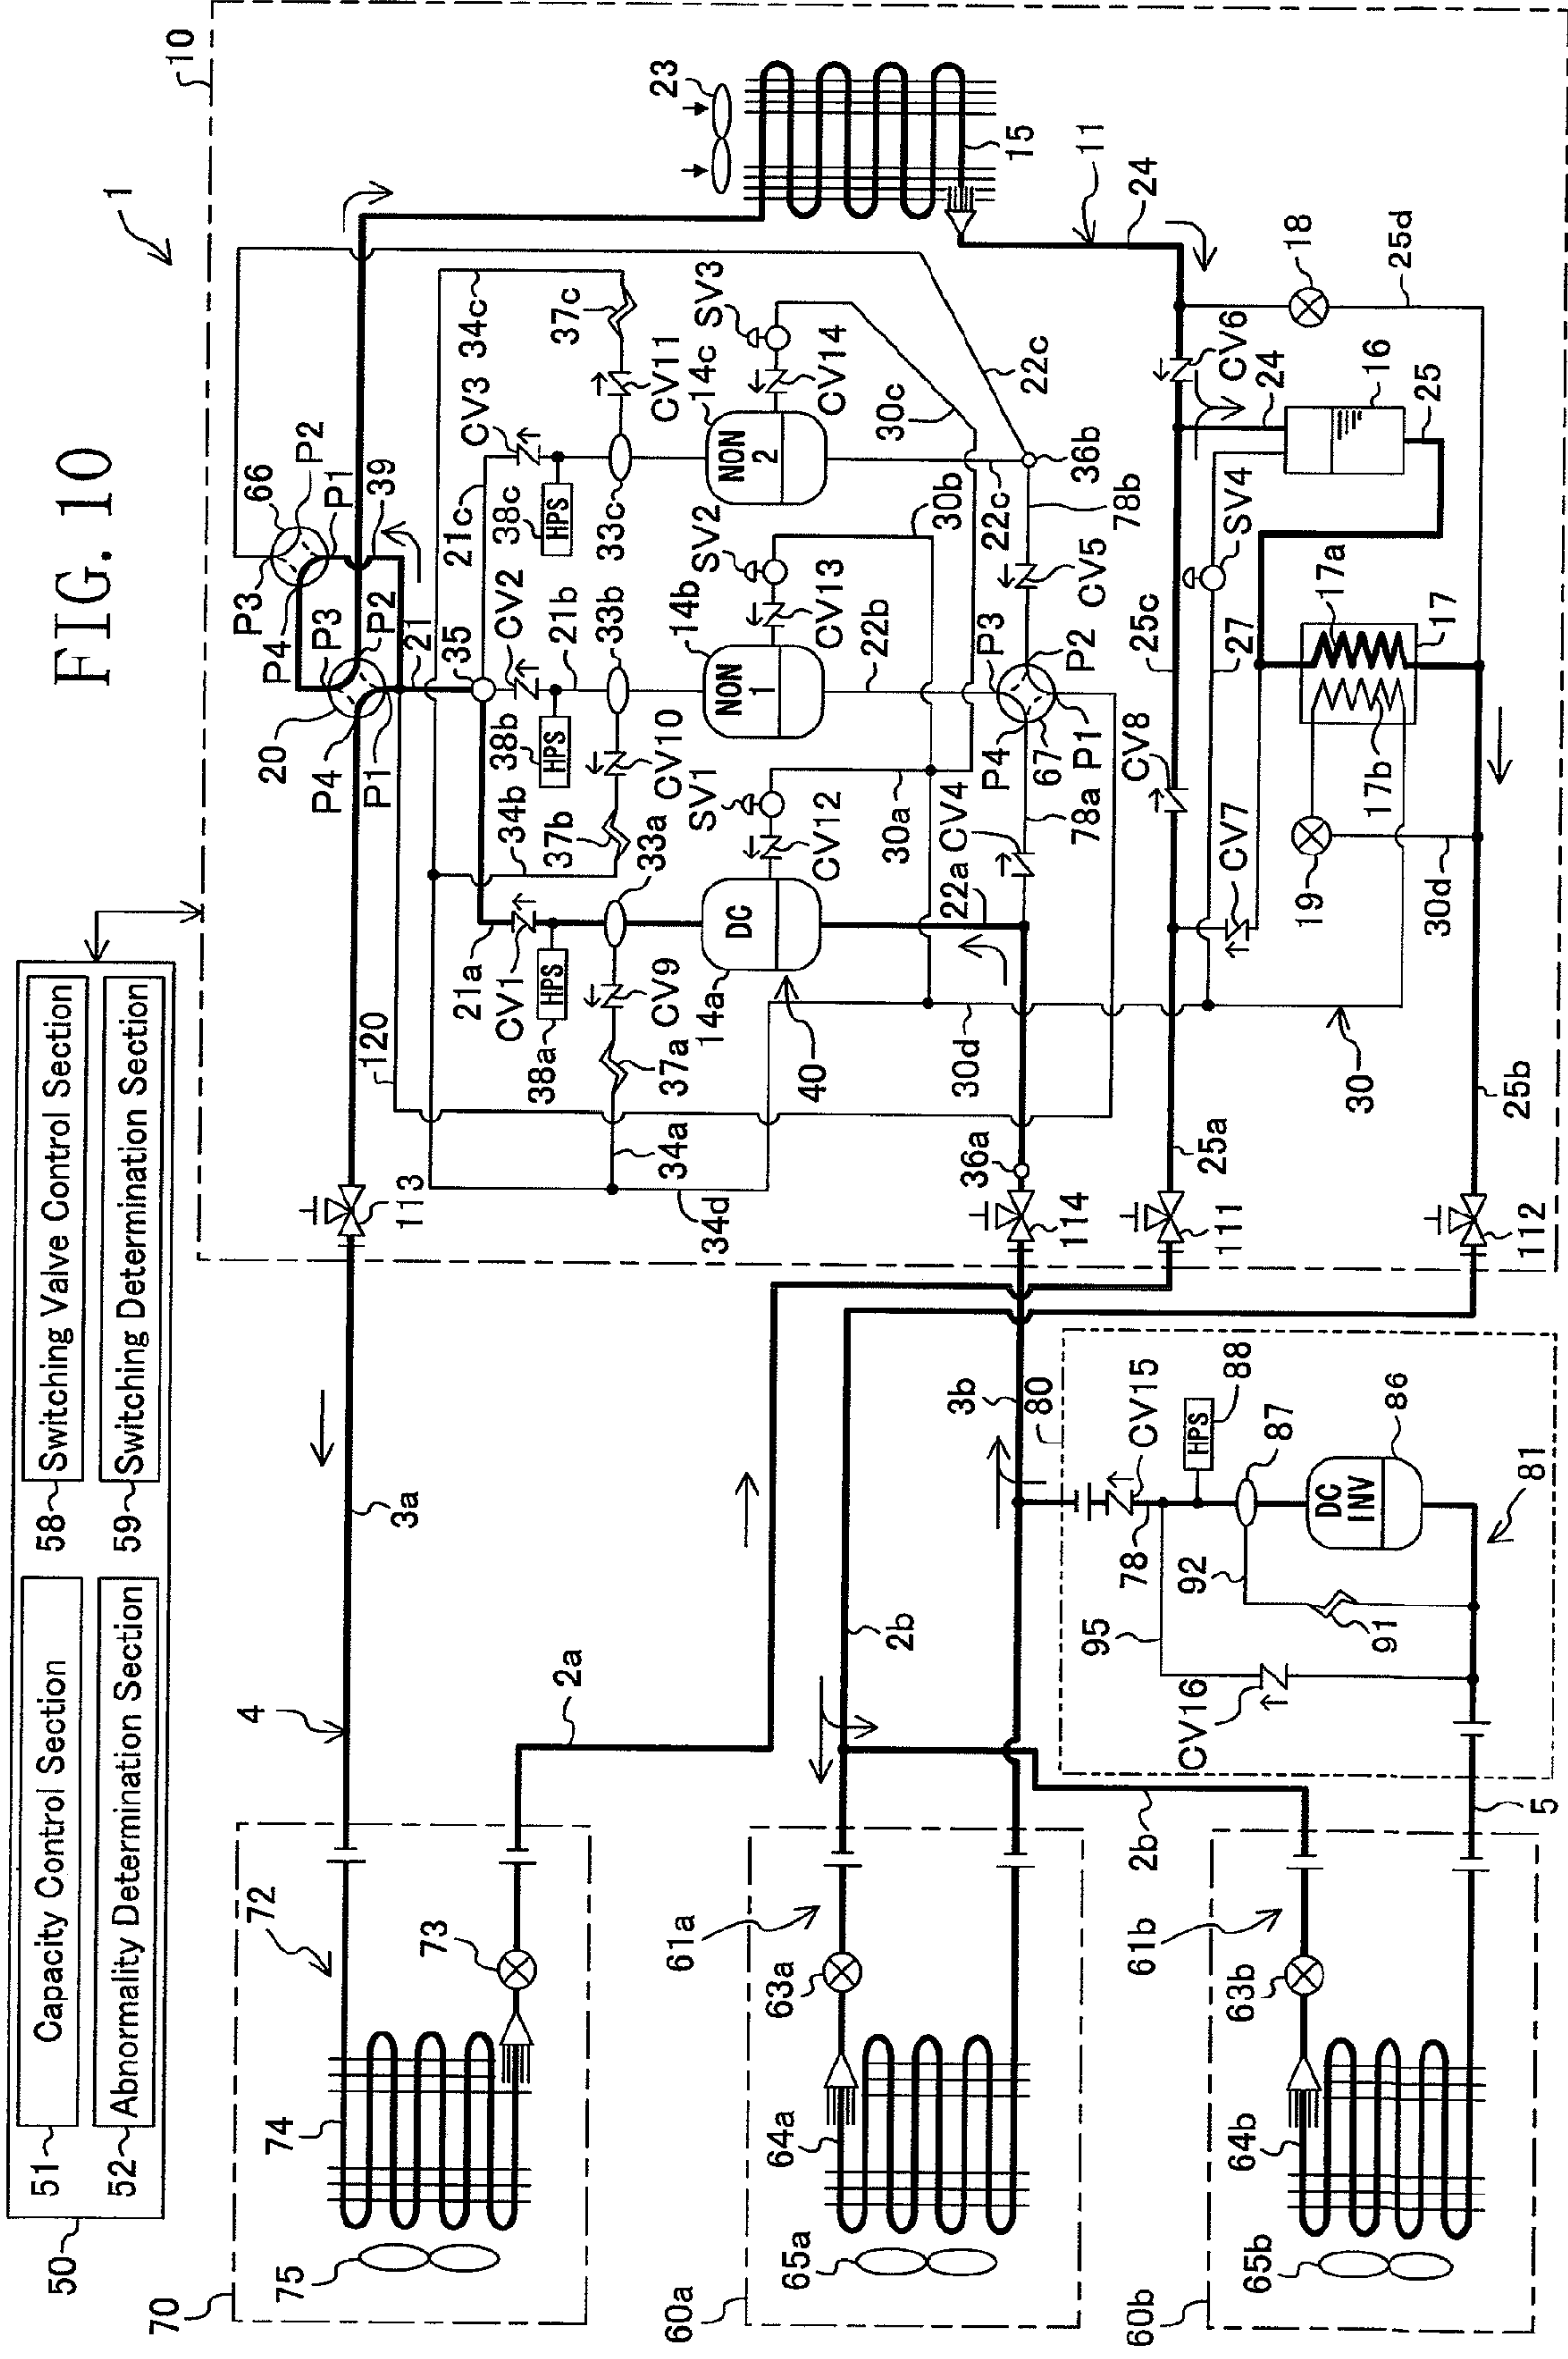 FIG. 10
1
10
50
51
Capacity Control Section
58
Switching Valve Control Section
52
Abnormality Determination Section
59
Switching Determination Section
23
15
11
24
66
P3
P2
P4
P1
39
20
P3
P2
P4
P1
21
35
120
113
3a
4
72
74
75
70
73
2a
34c
37c
CV11
CV3
21c
38c
HPS
33c
14c
NON
2
SV3
CV14
30c
22c
22c
36b
CV2
21b
38b
HPS
33b
CV10
37b
34b
14b
NON
1
SV2
CV13
30b
22b
78b
CV5
21a
CV1
38a
HPS
33a
CV9
37a
34a
34d
14a
DC
40
SV1
CV12
30a
CV4
22a
78a
P3
P2
P4
P1
67
30d
36a
114
25a
111
25c
CV8
CV6
18
25d
24
16
25
SV4
27
17a
17
17b
CV7
19
30d
30
25b
112
3b
80
CV15
88
HPS
87
78
92
DC
INV
86
91
95
CV16
81
2b
2b
5
61a
63a
64a
65a
60a
61b
63b
64b
65b
60b